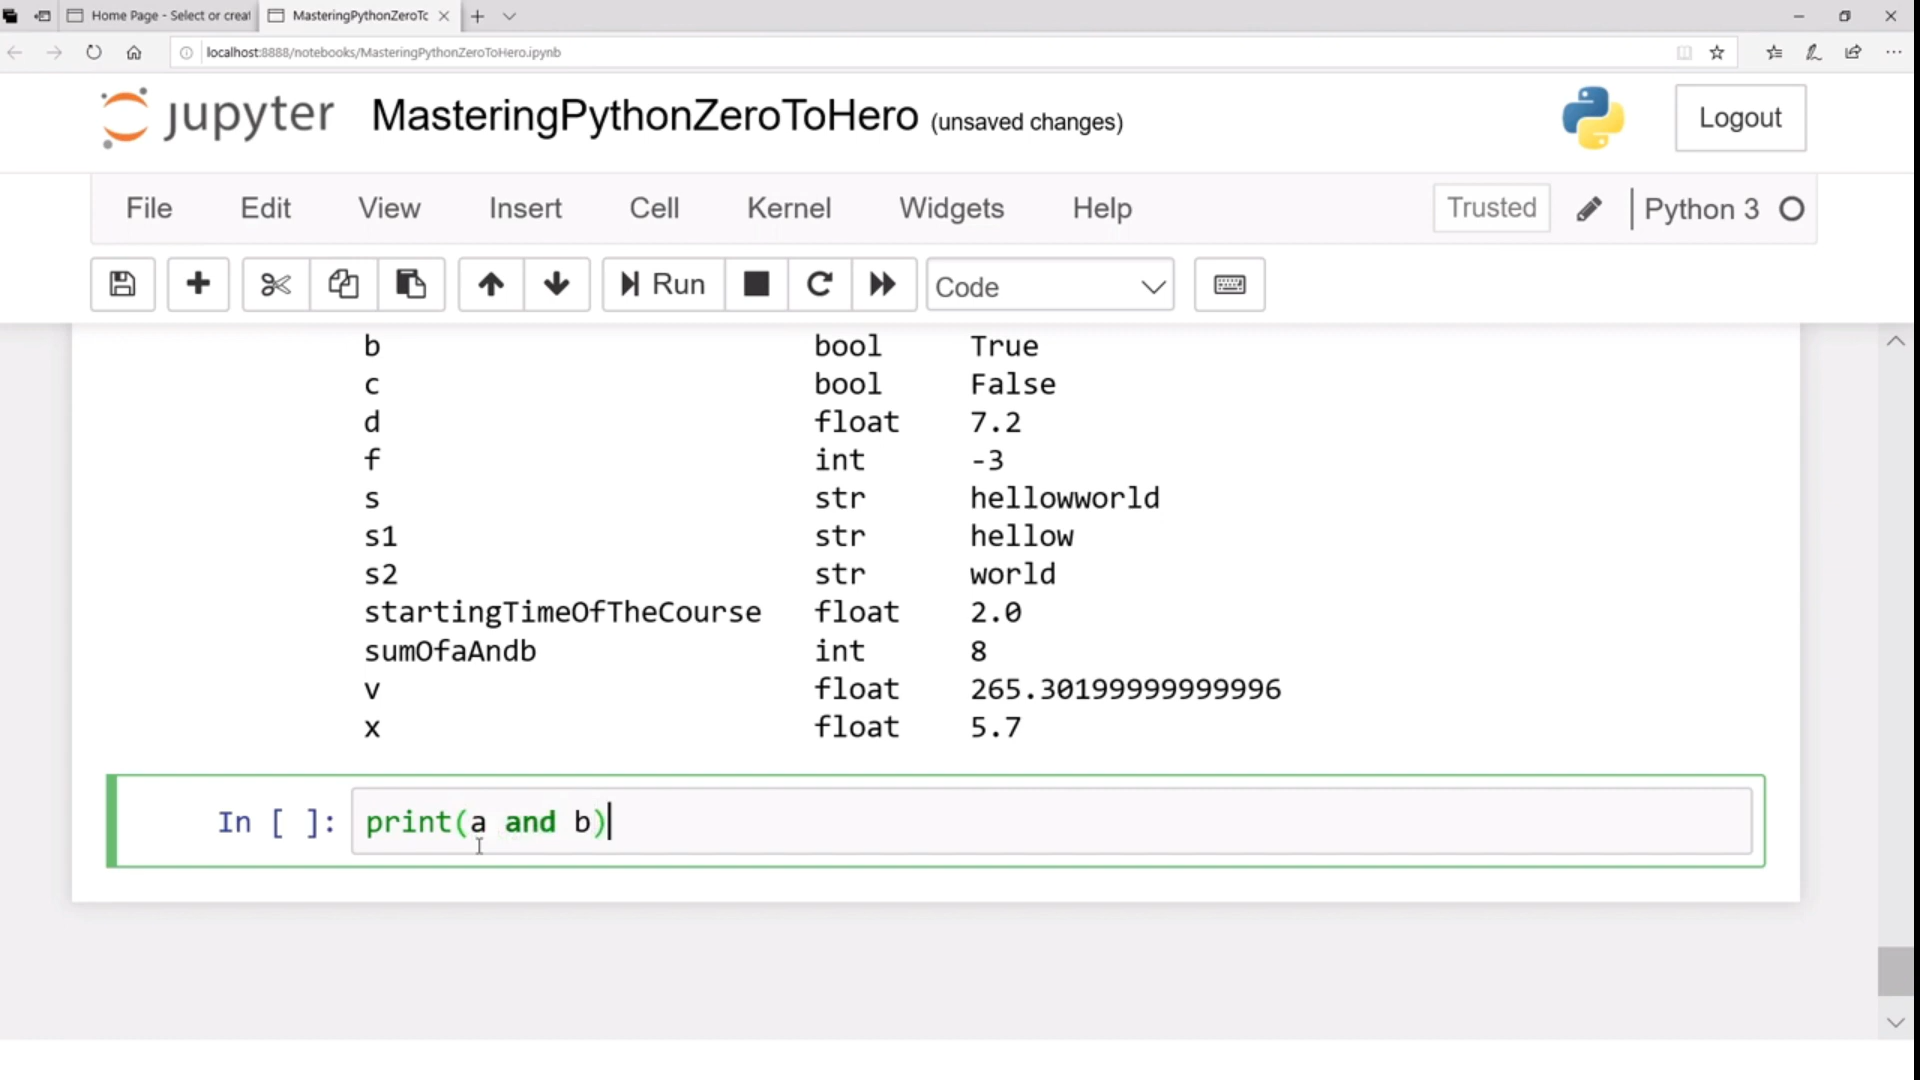 Home Page - Select or creat
MasteringPythonZeroTc
localhost:8888/notebooks/MasteringPythonZeroToHero.ipynb
jupyter MasteringPythonZeroToHero (unsaved changes) Logout
File Edit View Insert Cell Kernel Widgets Help Trusted Python 3
Run Code
b bool True
c bool False
d float 7.2
f int -3
s str hellowworld
s1 str hellow
s2 str world
startingTimeOfTheCourse float 2.0
sumOfaAndb int 8
v float 265.30199999999996
x float 5.7
In [ ]: print(a and b)